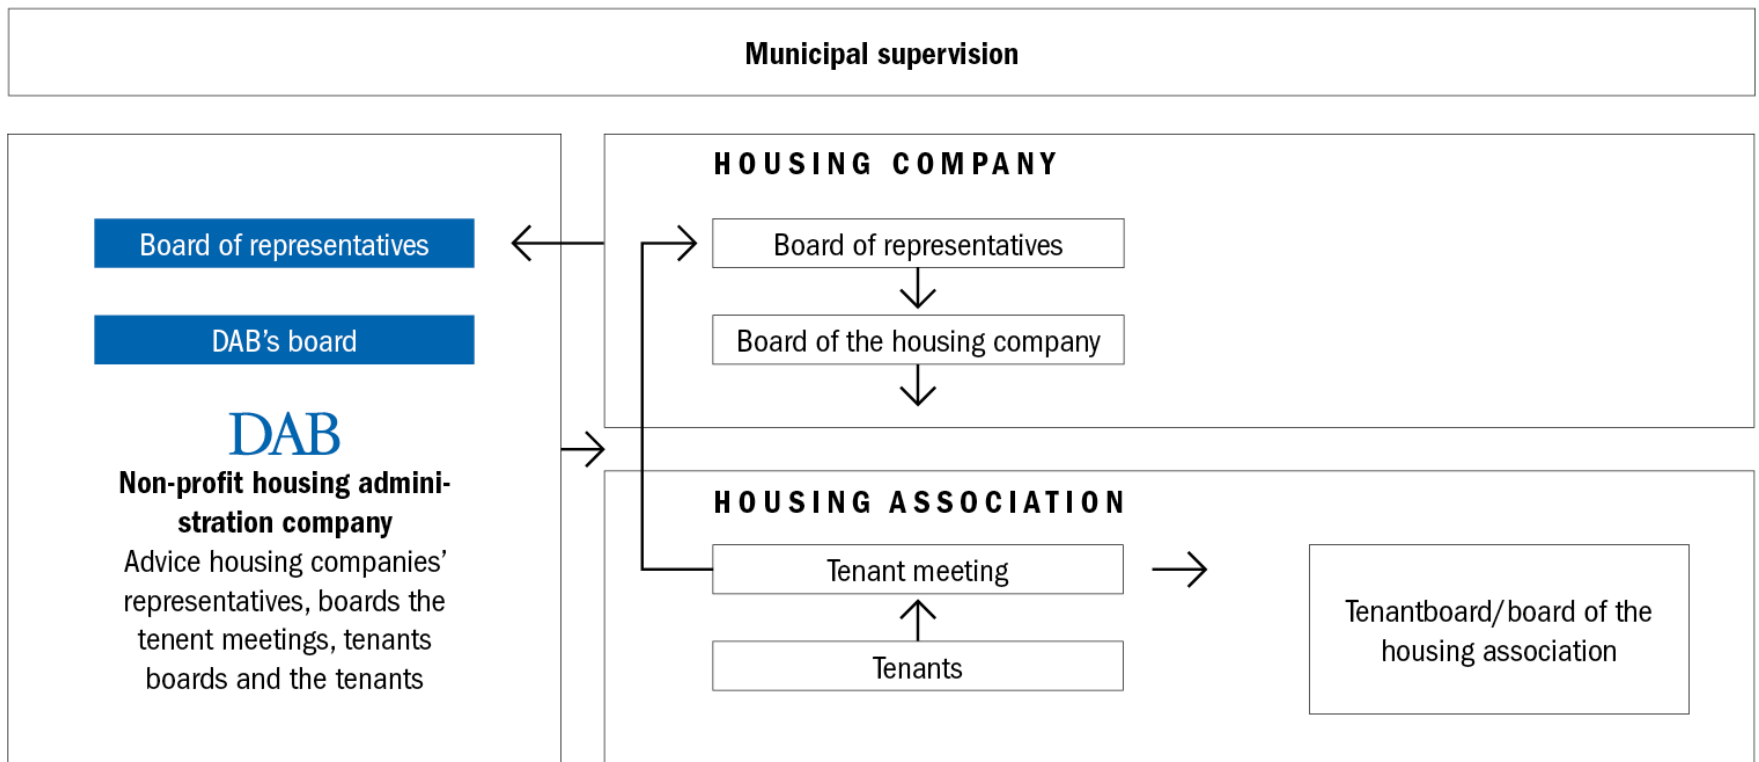 Municipal supervision
Board of representatives
DAB's board
DAB
Non-profit housing admini-
stration company
Advice housing companies'
representatives, boards the
tenent meetings, tenants
boards and the tenants
HOUSING COMPANY
Board of representatives
Board of the housing company
HOUSING ASSOCIATION
Tenant meeting
Tenants
Tenantboard/board of the
housing association